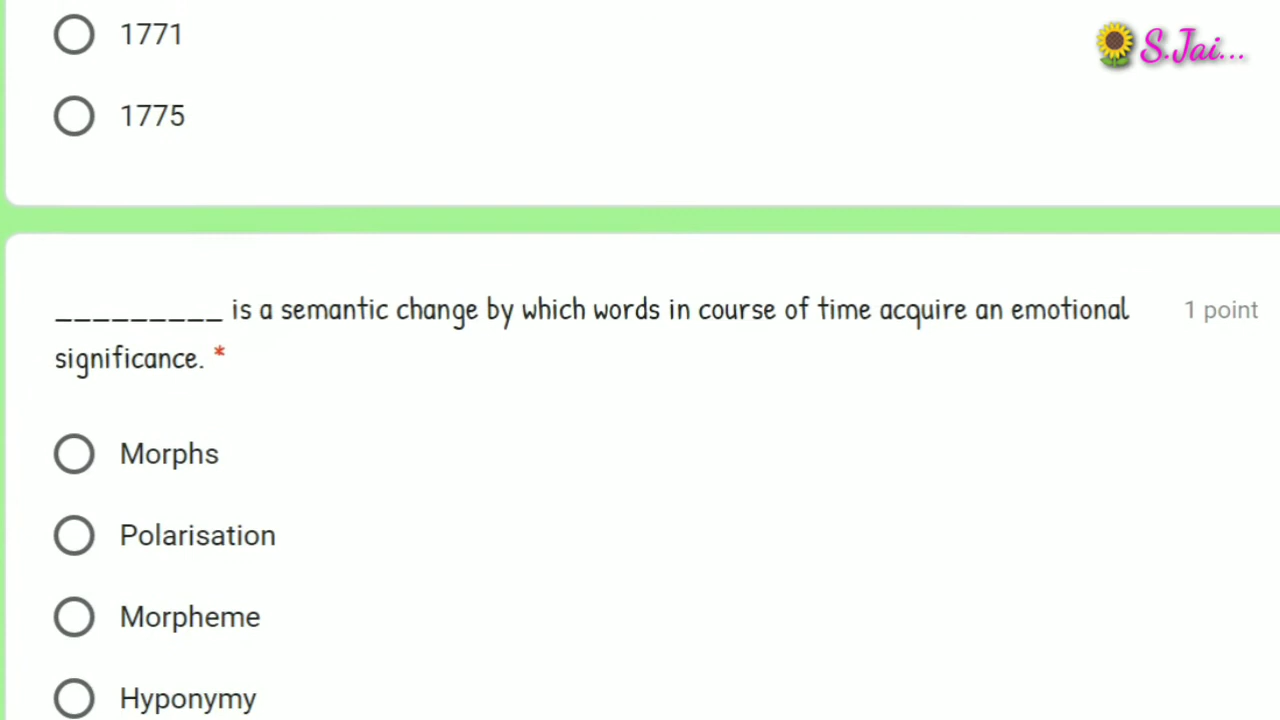 1771
S.Jai...
1775
_________ is a semantic change by which words in course of time acquire an emotional
1 point
significance. *
Morphs
Polarisation
Morpheme
Hyponymy